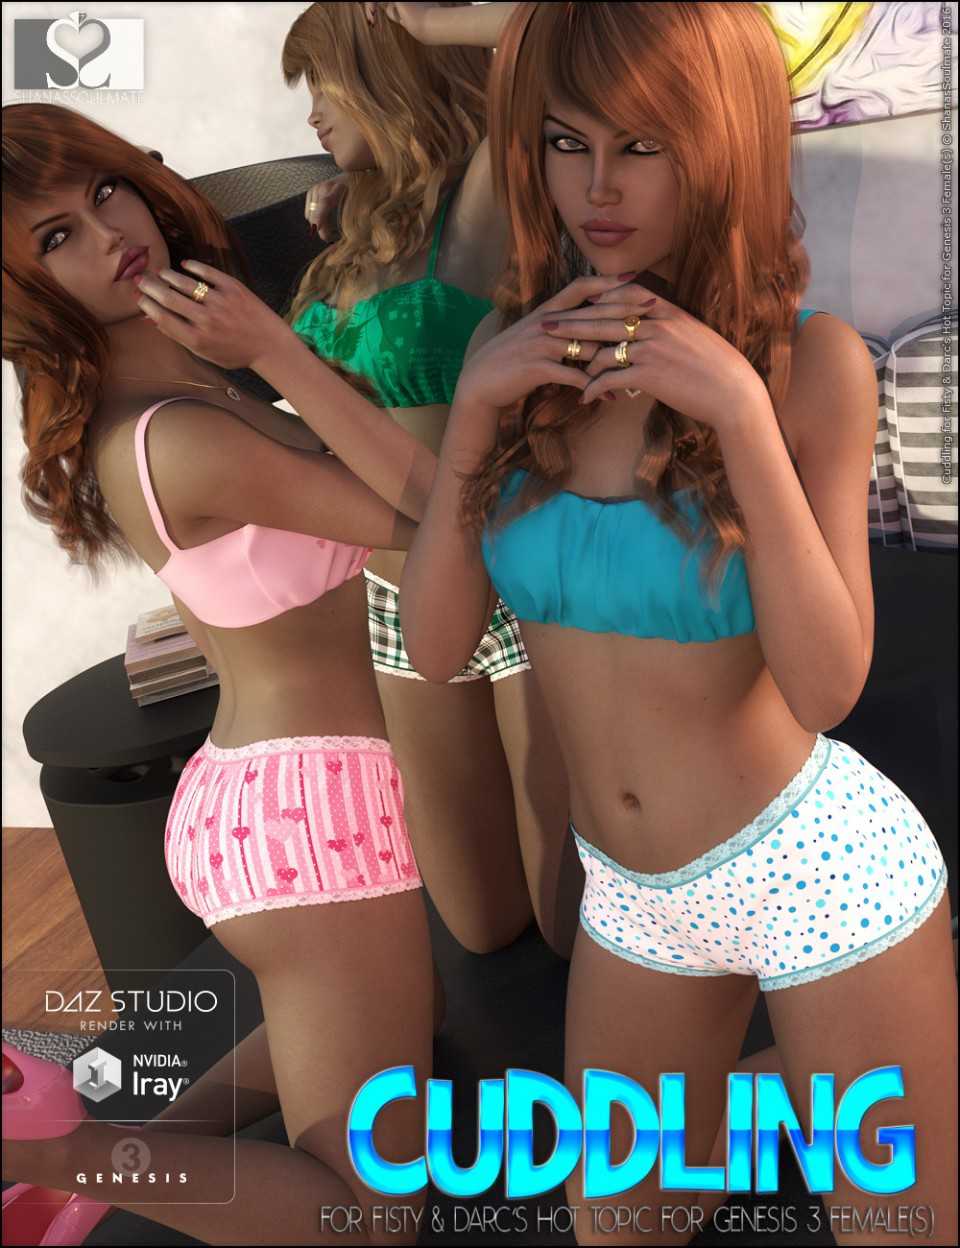 SHANASSOULMATE
Cuddling for Fisty & Darc's Hot Topic for Genesis 3 Female(s) © ShanasSoulmate 2016
DAZ STUDIO
RENDER WITH
NVIDIA®
Iray®
3
GENESIS
CUDDLING
FOR FISTY & DARC'S HOT TOPIC FOR GENESIS 3 FEMALE(S)